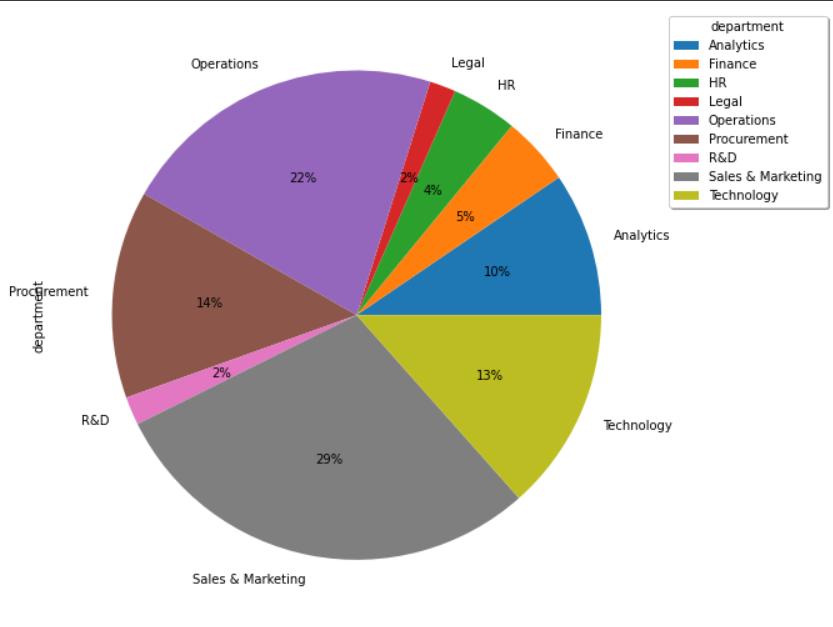 department
Analytics
Finance
HR
Legal
Operations
Procurement
R&D
Sales & Marketing
Technology
Operations
Legal
HR
Finance
Analytics
Procurement
department
R&D
Sales & Marketing
Technology
22%
2%
4%
5%
10%
14%
2%
13%
29%